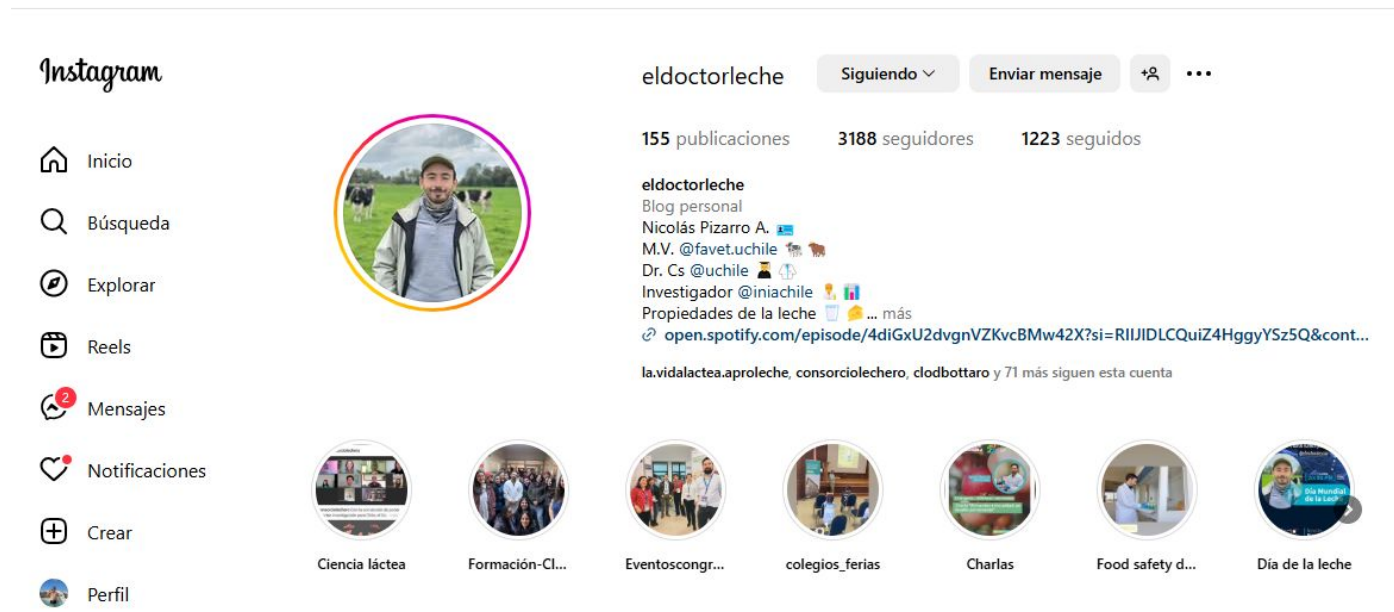 Instagram
Inicio
Búsqueda
Explorar
Reels
2
Mensajes
Notificaciones
Crear
Perfil
eldoctorleche
Siguiendo
Enviar mensaje
155 publicaciones 3188 seguidores 1223 seguidos
eldoctorleche
Blog personal
Nicolás Pizarro A. 🪪
M.V. @favet.uchile 🐄 🐂
Dr. Cs @uchile 👨‍🎓 🥼
Investigador @iniachile 👨‍⚕️ 📊
Propiedades de la leche 🥛 🧀 ... más
open.spotify.com/episode/4diGxU2dvgnVZKvcBMw42X?si=RIIJIDLCQuiZ4HggyYSz5Q&cont...
la.vidalactea.aproleche, consorciolechero, clodbottaro y 71 más siguen esta cuenta
Ciencia láctea
Formación-Cl...
Eventoscongr...
colegios_ferias
Charlas
Food safety d...
Día Mundial
de la Leche
Día de la leche